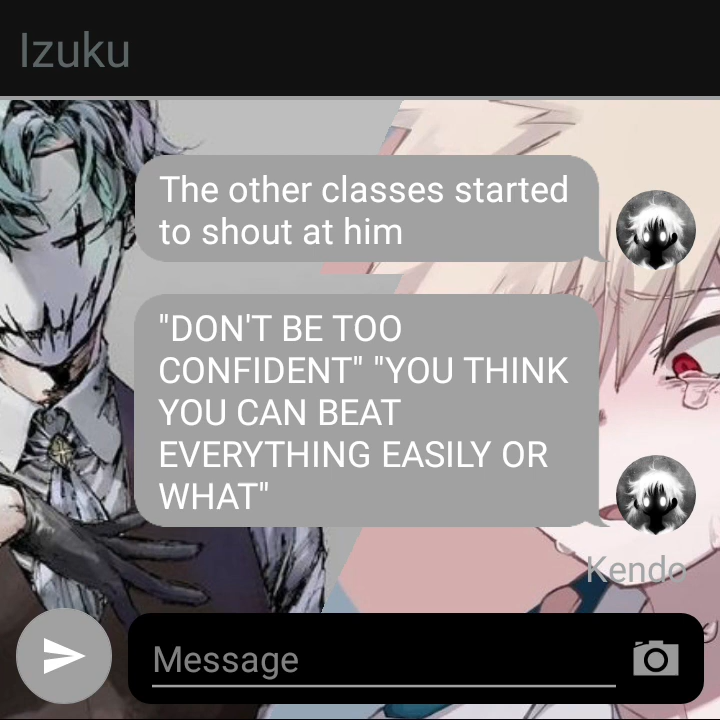 Izuku
The other classes started
to shout at him
"DON'T BE TOO
CONFIDENT" "YOU THINK
YOU CAN BEAT
EVERYTHING EASILY OR
WHAT"
Kendo
Message